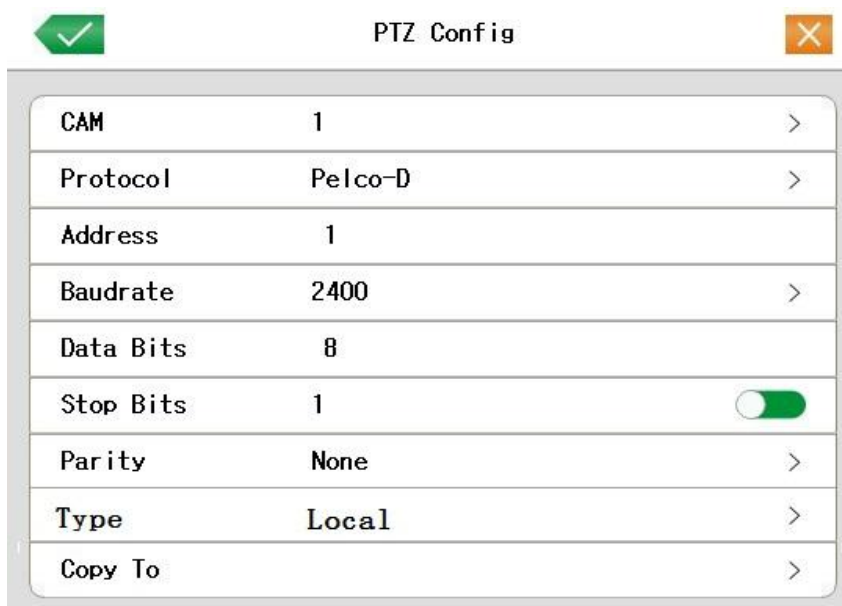 PTZ Config
CAM 1
Protocol Pelco-D
Address 1
Baudrate 2400
Data Bits 8
Stop Bits 1
Parity None
Type Local
Copy To